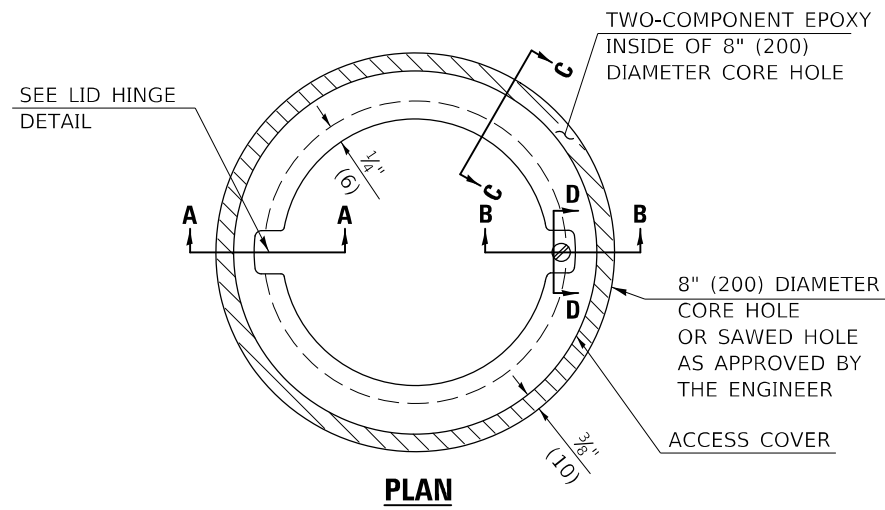 TWO-COMPONENT EPOXY
INSIDE OF 8" (200)
DIAMETER CORE HOLE
SEE LID HINGE
DETAIL
C
C
1/4"
(6)
A
A
B
B
D
D
8" (200) DIAMETER
CORE HOLE
OR SAWED HOLE
AS APPROVED BY
THE ENGINEER
ACCESS COVER
3/8"
(10)
PLAN